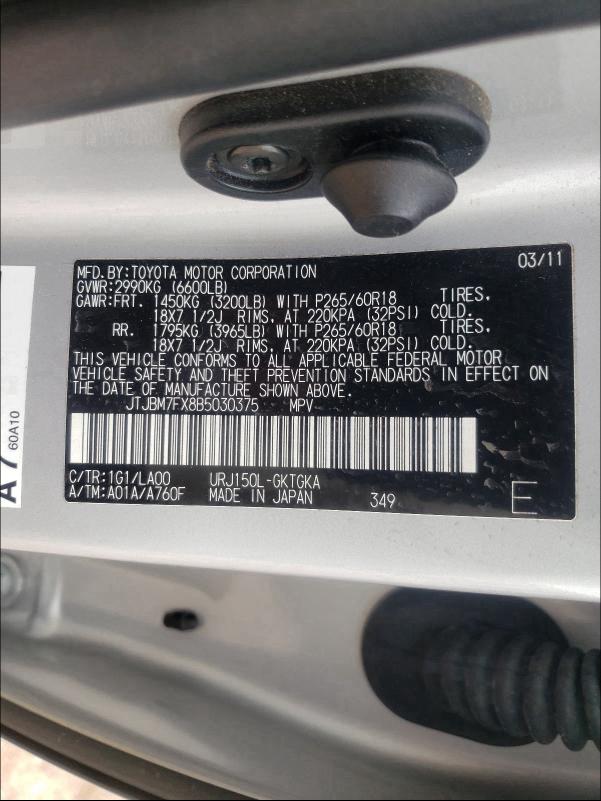 03/11
MFD.BY:TOYOTA MOTOR CORPORATION
GVWR:2990KG (6600LB)
GAWR:FRT. 1450KG (3200LB) WITH P265/60R18 TIRES.
18X7 1/2J RIMS, AT 220KPA (32PSI) COLD.
RR. 1795KG (3965LB) WITH P265/60R18 TIRES.
18X7 1/2J RIMS, AT 220KPA (32PSI) COLD.
THIS VEHICLE CONFORMS TO ALL APPLICABLE FEDERAL MOTOR
VEHICLE SAFETY AND THEFT PREVENTION STANDARDS IN EFFECT ON
THE DATE OF MANUFACTURE SHOWN ABOVE.
JTJBM7FX8B5030375 MPV
C/TR:1G1/LA00 URJ150L-GKTGKA
A/TM:A01A/A760F MADE IN JAPAN 349 E
A7
60A10